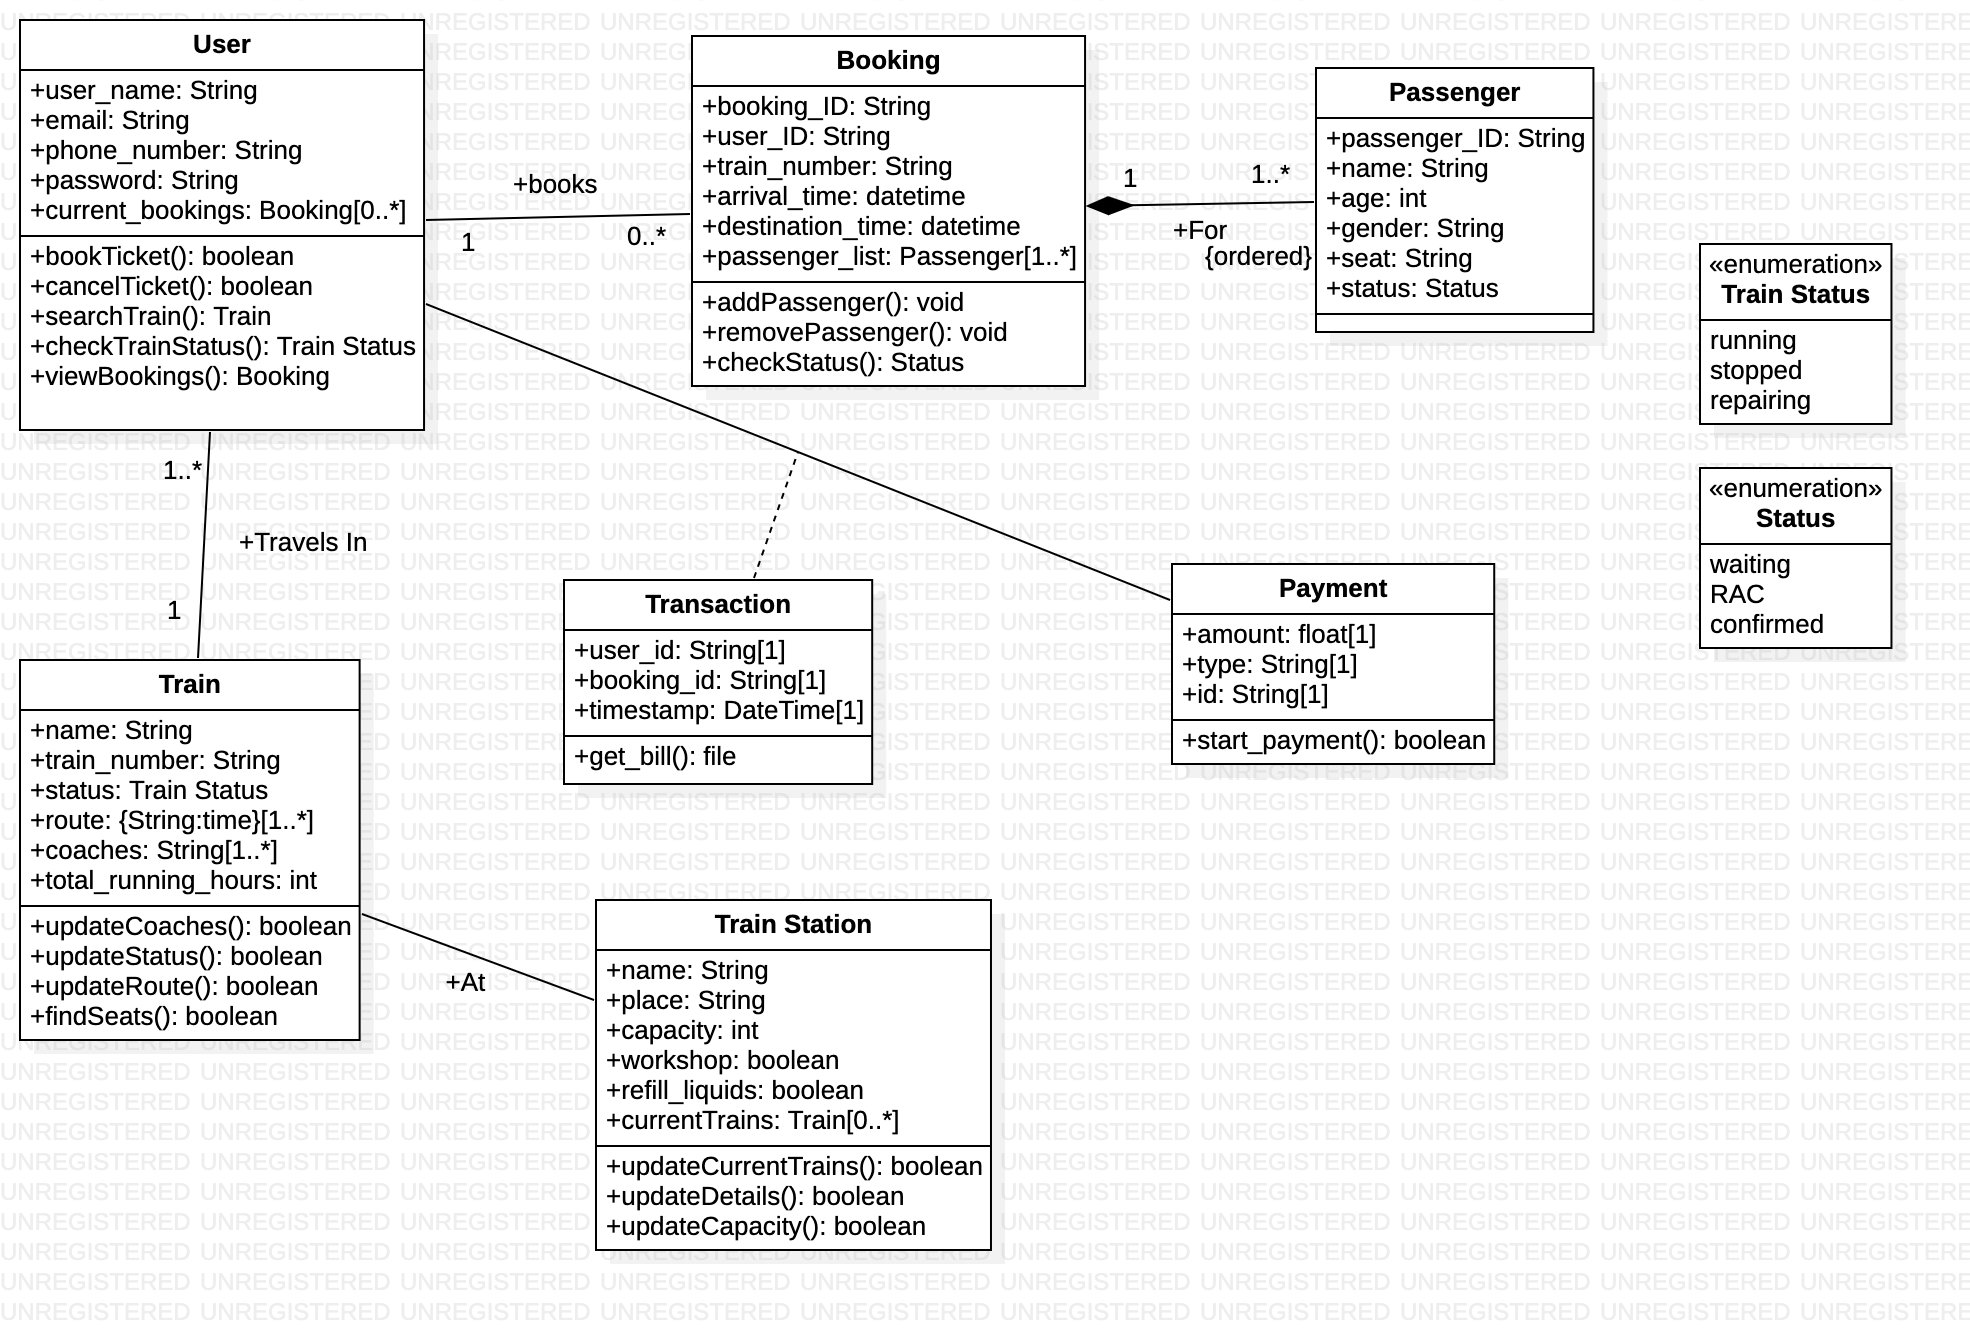 User
+user_name: String
+email: String
+phone_number: String
+password: String
+current_bookings: Booking[0..*]
+bookTicket(): boolean
+cancelTicket(): boolean
+searchTrain(): Train
+checkTrainStatus(): Train Status
+viewBookings(): Booking
+books
1
0..*
Booking
+booking_ID: String
+user_ID: String
+train_number: String
+arrival_time: datetime
+destination_time: datetime
+passenger_list: Passenger[1..*]
+addPassenger(): void
+removePassenger(): void
+checkStatus(): Status
1
1..*
+For
{ordered}
Passenger
+passenger_ID: String
+name: String
+age: int
+gender: String
+seat: String
+status: Status
«enumeration»
Train Status
running
stopped
repairing
«enumeration»
Status
waiting
RAC
confirmed
1..*
+Travels In
1
Transaction
+user_id: String[1]
+booking_id: String[1]
+timestamp: DateTime[1]
+get_bill(): file
Payment
+amount: float[1]
+type: String[1]
+id: String[1]
+start_payment(): boolean
Train
+name: String
+train_number: String
+status: Train Status
+route: {String:time}[1..*]
+coaches: String[1..*]
+total_running_hours: int
+updateCoaches(): boolean
+updateStatus(): boolean
+updateRoute(): boolean
+findSeats(): boolean
+At
Train Station
+name: String
+place: String
+capacity: int
+workshop: boolean
+refill_liquids: boolean
+currentTrains: Train[0..*]
+updateCurrentTrains(): boolean
+updateDetails(): boolean
+updateCapacity(): boolean
UNREGISTERED